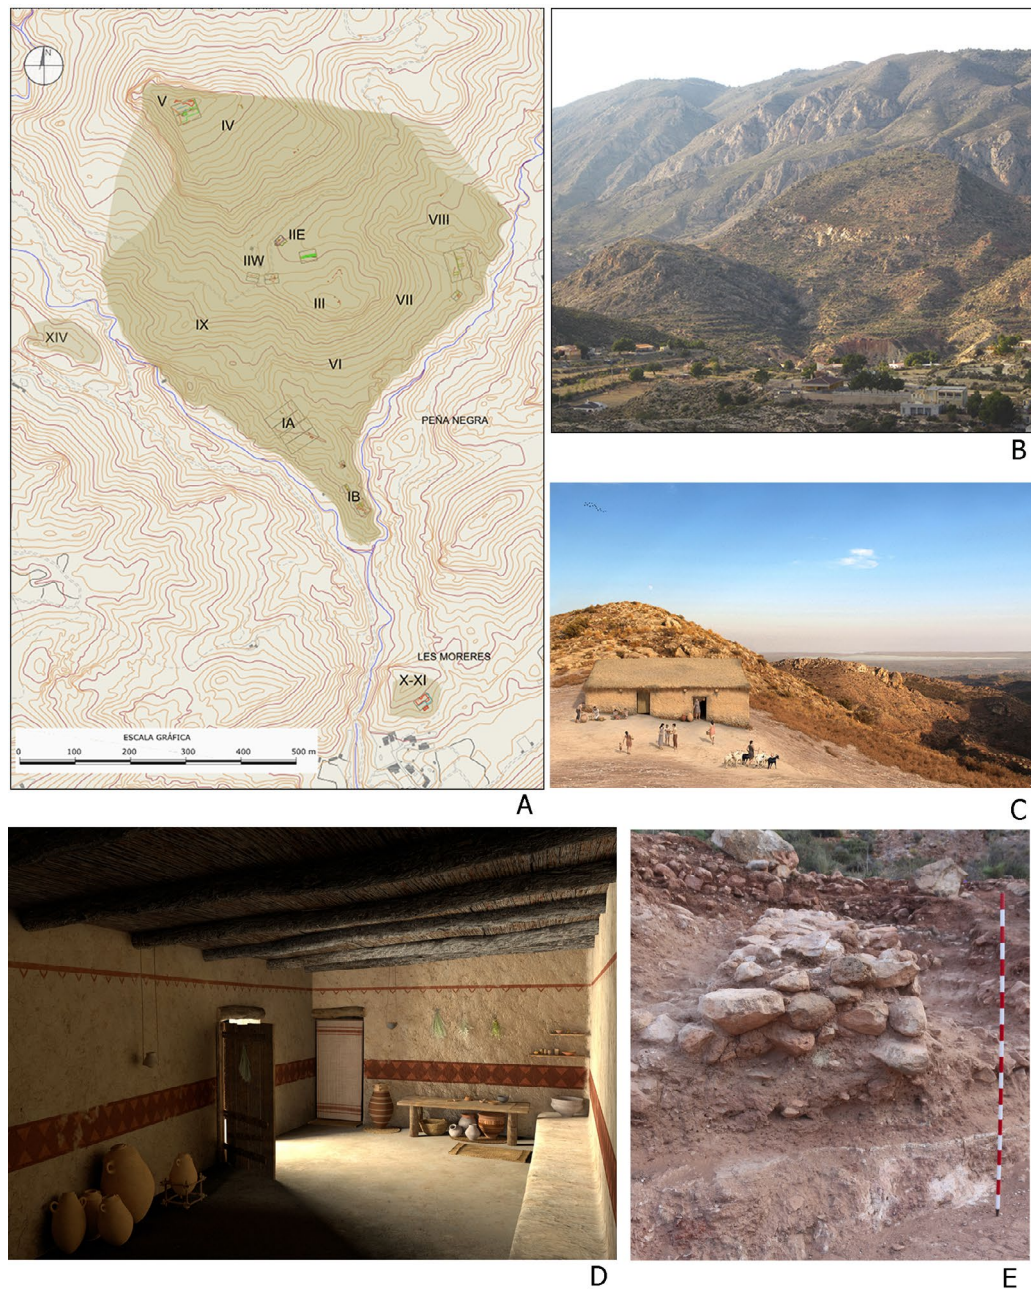 N
V
IV
VIII
IIE
IIW
III
VII
IX
XIV
VI
IA
PEÑA NEGRA
IB
LES MORERES
X-XI
ESCALA GRÁFICA
0 100 200 300 400 500 m
A
B
C
D
E